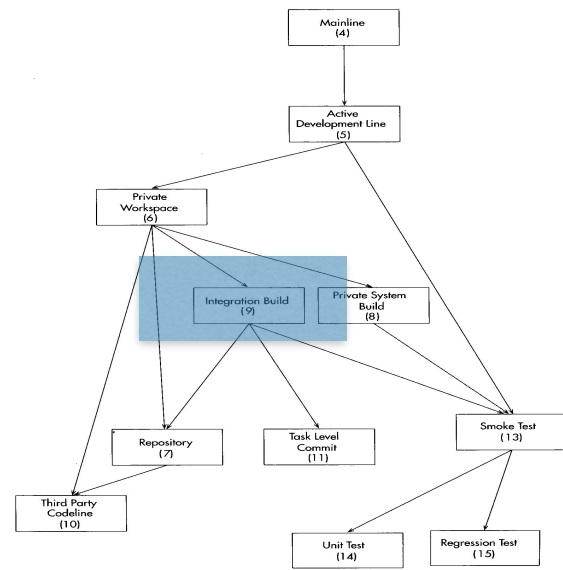 Mainline
(4)
Active
Development Line
(5)
Private
Workspace
(6)
Integration Build
(9)
Private System
Build
(8)
Repository
(7)
Task Level
Commit
(11)
Smoke Test
(13)
Third Party
Codeline
(10)
Unit Test
(14)
Regression Test
(15)